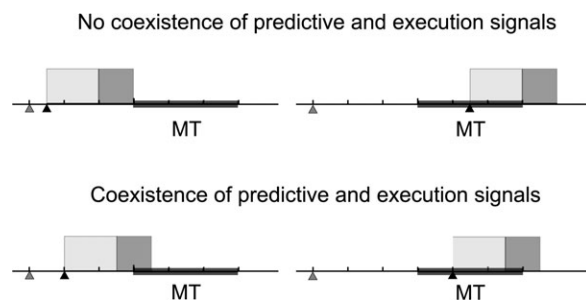 No coexistence of predictive and execution signals
MT
MT
Coexistence of predictive and execution signals
MT
MT